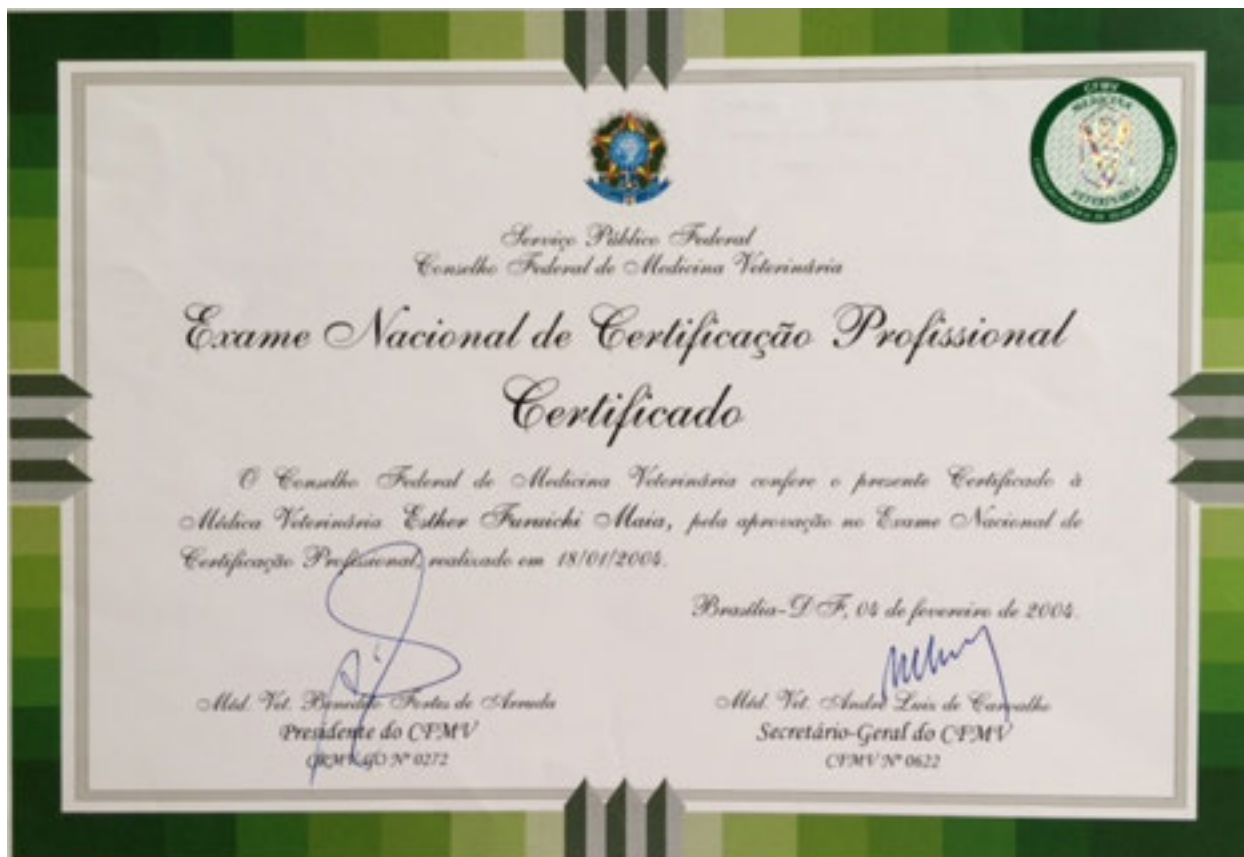 CFMV
MEDICINA
VETERINÁRIA
Serviço Público Federal
Conselho Federal de Medicina Veterinária
Exame Nacional de Certificação Profissional
Certificado
O Conselho Federal de Medicina Veterinária confere o presente Certificado à
Médica Veterinária Esther Furuichi Maia, pela aprovação no Exame Nacional de
Certificação Profissional, realizado em 18/01/2004.
Brasília-DF, 04 de fevereiro de 2004.
Méd. Vet. Benedito Fortes de Arruda
Presidente do CFMV
CRMV-GO Nº 0272
Méd. Vet. André Luis de Carvalho
Secretário-Geral do CFMV
CFMV Nº 0622